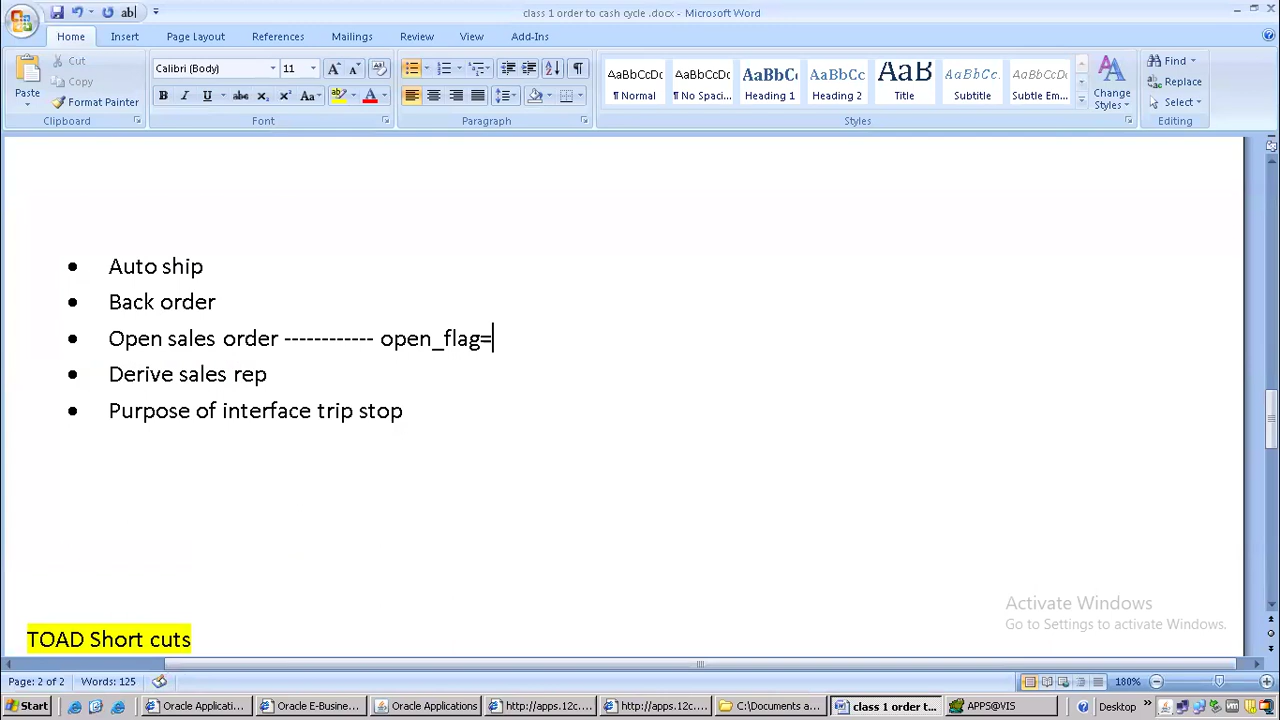 ab|
class 1 order to cash cycle .docx - Microsoft Word
Home Insert Page Layout References Mailings Review View Add-Ins
Paste
Cut
Copy
Format Painter
Calibri (Body) 11
B I U abc x₂ x² Aa
AaBbCcDc AaBbCcDc AaBbC AaBbCc AaB AaBbCc. AaBbCcDc
¶ Normal ¶ No Spaci... Heading 1 Heading 2 Title Subtitle Subtle Em...
Change Styles
Find
Replace
Select
Clipboard Font Paragraph Styles Editing
• Auto ship
• Back order
• Open sales order ------------ open_flag=
• Derive sales rep
• Purpose of interface trip stop
TOAD Short cuts
Activate Windows
Go to Settings to activate Windows.
Page: 2 of 2 Words: 125 180%
Start Oracle Applicati... Oracle E-Busine... Oracle Applications http://apps.12c... http://apps.12c... C:\Documents a... class 1 order t... APPS@VIS Desktop